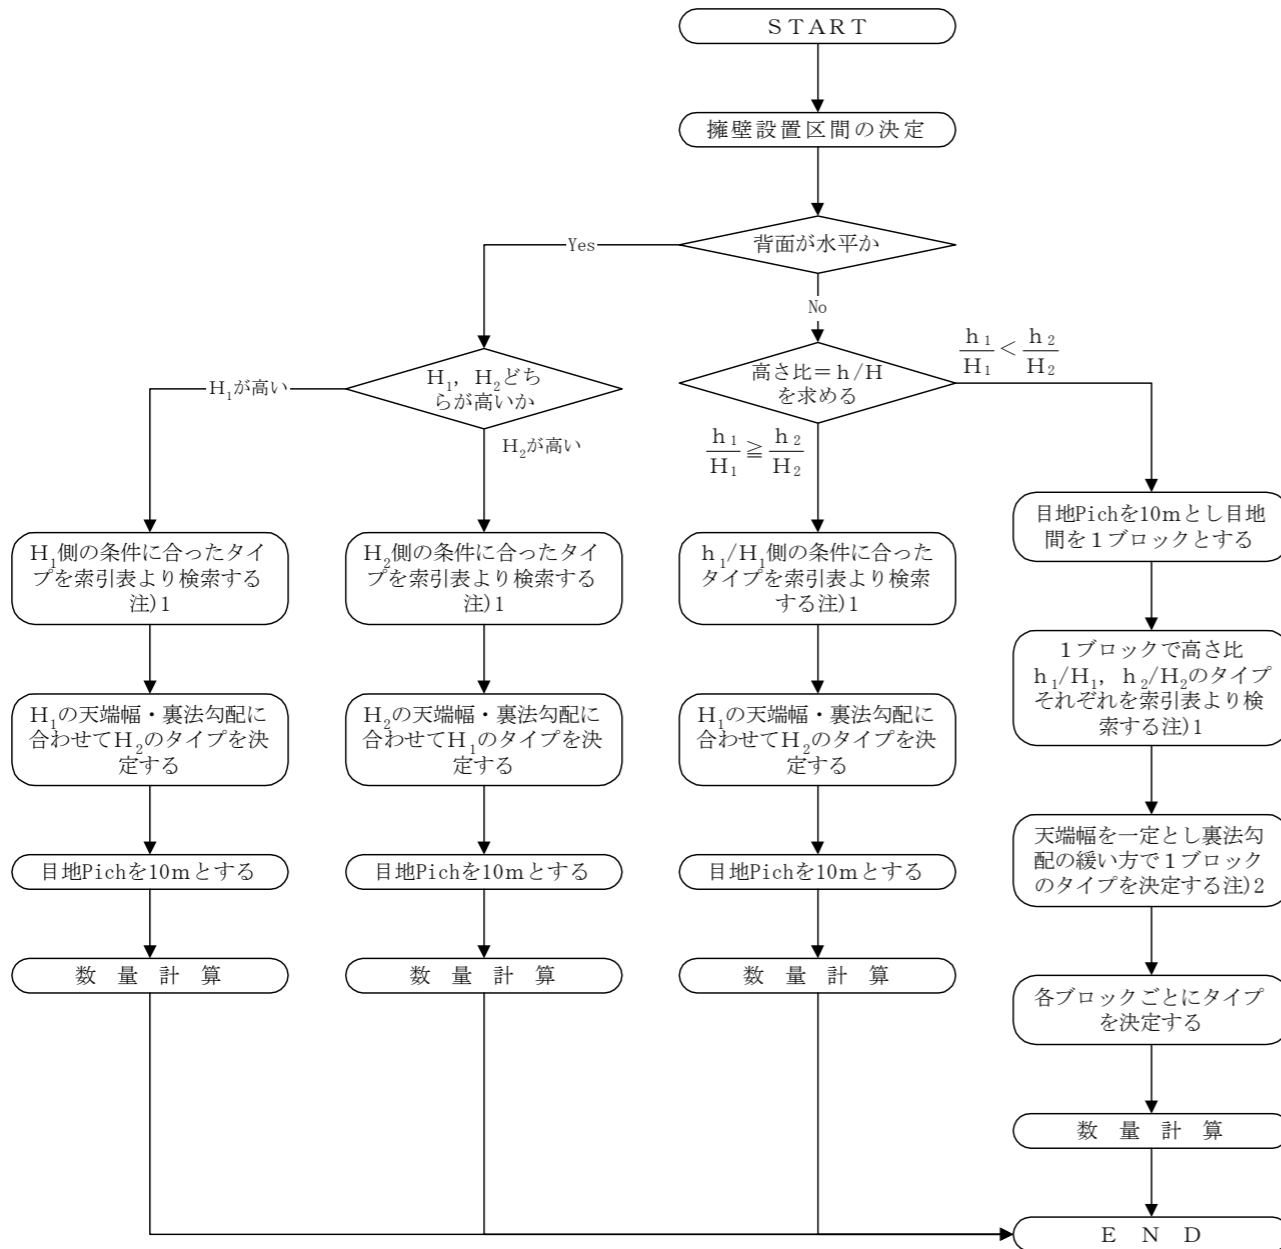 ＳＴＡＲＴ
擁壁設置区間の決定
背面が水平か
Yes
No
H₁，H₂どち
らが高いか
H₁が高い
H₂が高い
高さ比＝ｈ/H
を求める
h₁/H₁ ≧ h₂/H₂
h₁/H₁ < h₂/H₂
H₁側の条件に合ったタイ
プを索引表より検索する
注)1
H₁の天端幅・裏法勾配に
合わせてH₂のタイプを決
定する
目地Pichを10ｍとする
数　量　計　算
H₂側の条件に合ったタイ
プを索引表より検索する
注)1
H₂の天端幅・裏法勾配に
合わせてH₁のタイプを決
定する
目地Pichを10ｍとする
数　量　計　算
h₁/H₁側の条件に合った
タイプを索引表より検索
する注)1
H₁の天端幅・裏法勾配に
合わせてH₂のタイプを決
定する
目地Pichを10ｍとする
数　量　計　算
目地Pichを10ｍとし目地
間を１ブロックとする
１ブロックで高さ比
h₁/H₁，h₂/H₂のタイプ
それぞれを索引表より検
索する注)1
天端幅を一定とし裏法勾
配の緩い方で１ブロック
のタイプを決定する注)2
各ブロックごとにタイプ
を決定する
数　量　計　算
Ｅ　Ｎ　Ｄ